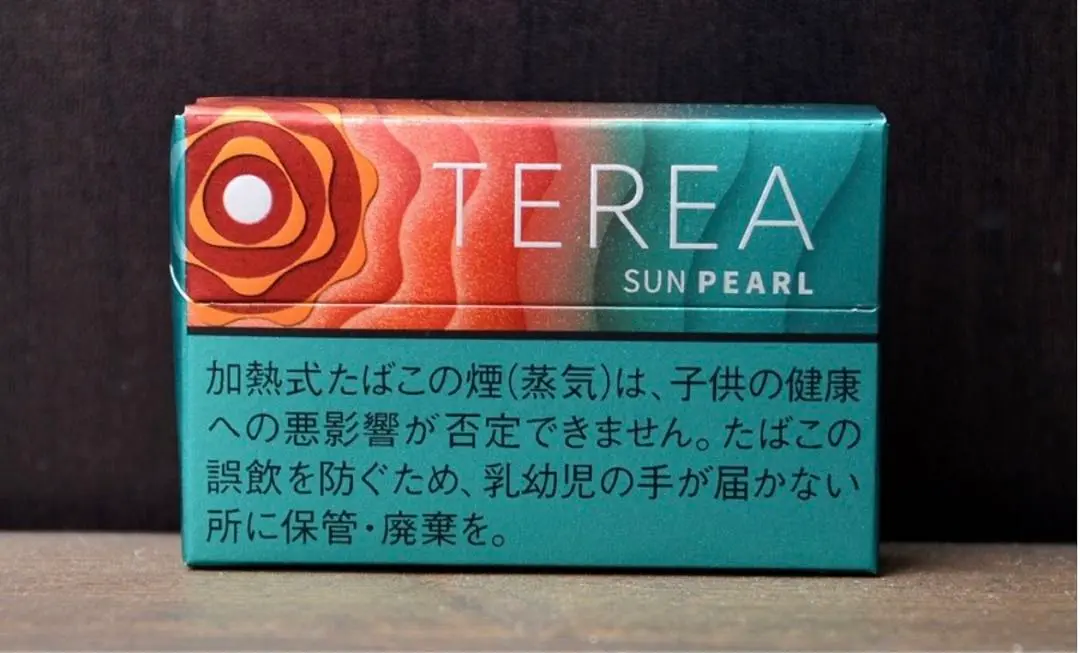 TEREA
SUN PEARL
加熱式たばこの煙(蒸気)は、子供の健康
への悪影響が否定できません。たばこの
誤飲を防ぐため、乳幼児の手が届かない
所に保管・廃棄を。